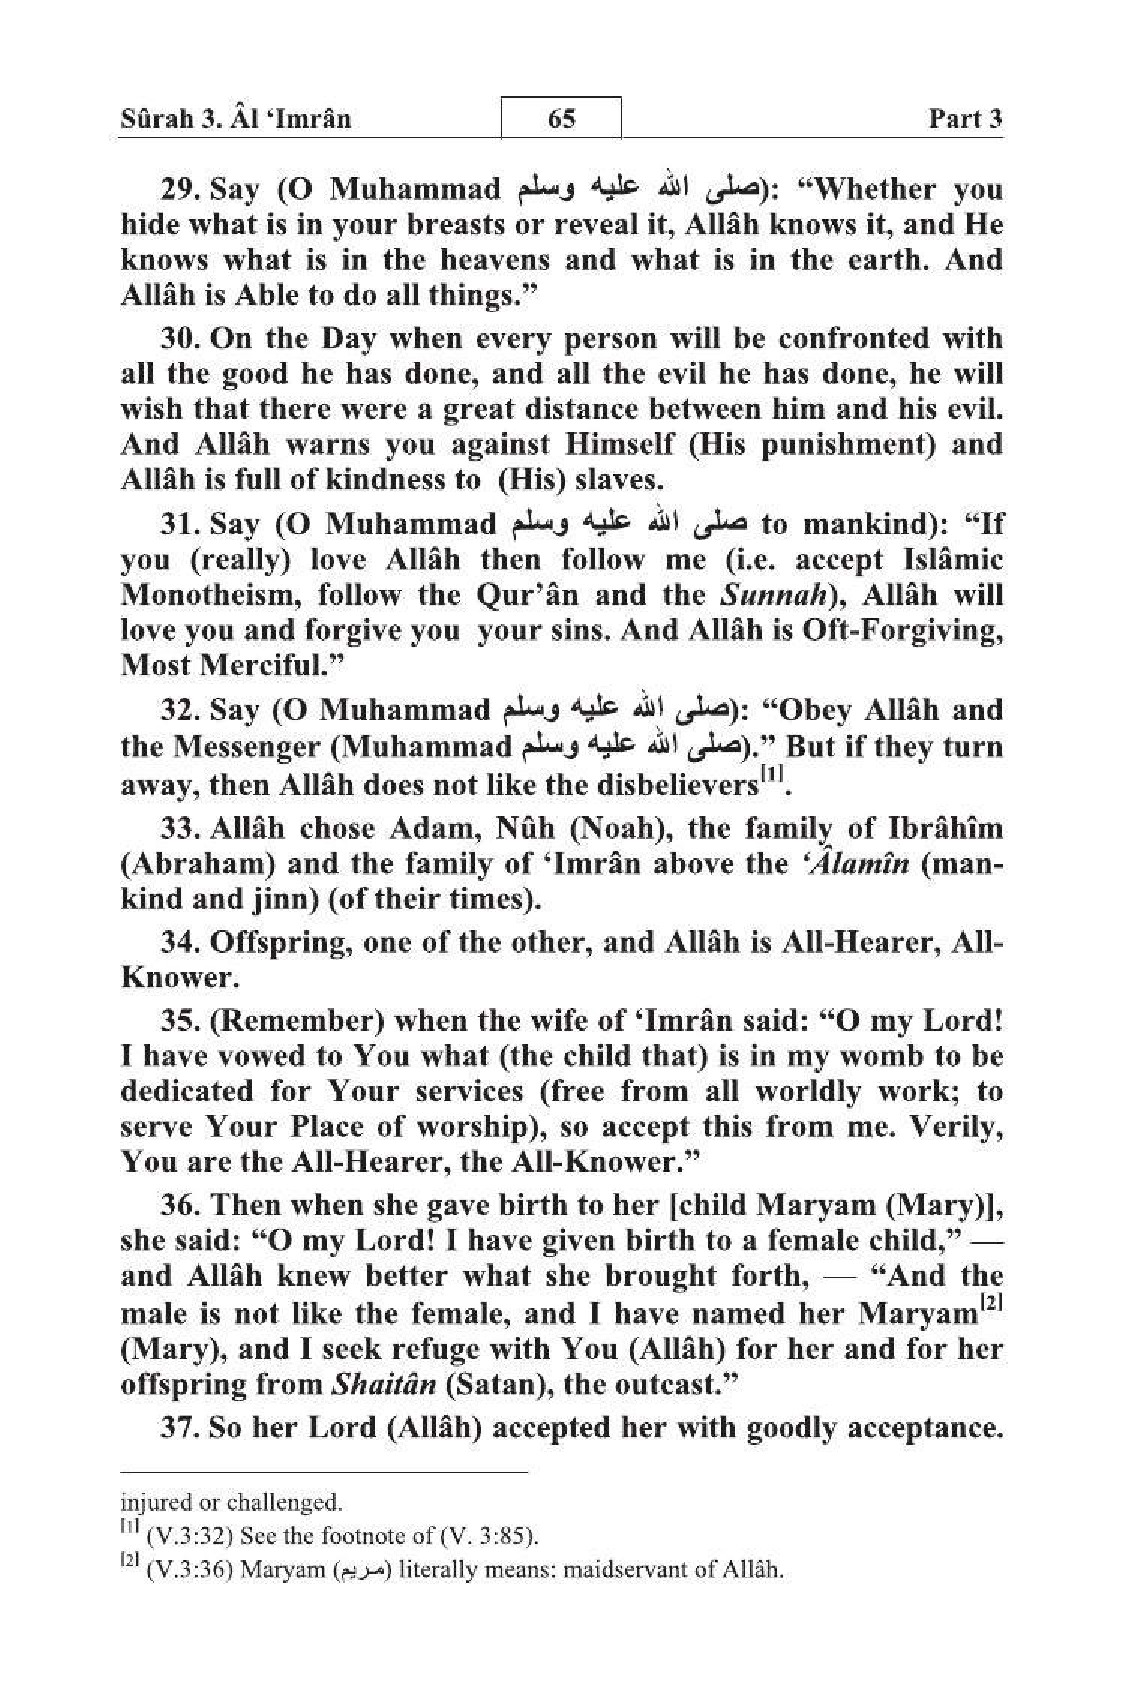 Sûrah 3. Âl ‘Imrân 65 Part 3
29. Say (O Muhammad صلى الله عليه وسلم): “Whether you
hide what is in your breasts or reveal it, Allâh knows it, and He
knows what is in the heavens and what is in the earth. And
Allâh is Able to do all things.”
30. On the Day when every person will be confronted with
all the good he has done, and all the evil he has done, he will
wish that there were a great distance between him and his evil.
And Allâh warns you against Himself (His punishment) and
Allâh is full of kindness to (His) slaves.
31. Say (O Muhammad صلى الله عليه وسلم to mankind): “If
you (really) love Allâh then follow me (i.e. accept Islâmic
Monotheism, follow the Qur’ân and the Sunnah), Allâh will
love you and forgive you your sins. And Allâh is Oft-Forgiving,
Most Merciful.”
32. Say (O Muhammad صلى الله عليه وسلم): “Obey Allâh and
the Messenger (Muhammad صلى الله عليه وسلم).” But if they turn
away, then Allâh does not like the disbelievers[1].
33. Allâh chose Adam, Nûh (Noah), the family of Ibrâhîm
(Abraham) and the family of ‘Imrân above the ‘Âlamîn (man-
kind and jinn) (of their times).
34. Offspring, one of the other, and Allâh is All-Hearer, All-
Knower.
35. (Remember) when the wife of ‘Imrân said: “O my Lord!
I have vowed to You what (the child that) is in my womb to be
dedicated for Your services (free from all worldly work; to
serve Your Place of worship), so accept this from me. Verily,
You are the All-Hearer, the All-Knower.”
36. Then when she gave birth to her [child Maryam (Mary)],
she said: “O my Lord! I have given birth to a female child,” —
and Allâh knew better what she brought forth, — “And the
male is not like the female, and I have named her Maryam[2]
(Mary), and I seek refuge with You (Allâh) for her and for her
offspring from Shaitân (Satan), the outcast.”
37. So her Lord (Allâh) accepted her with goodly acceptance.
injured or challenged.
[1] (V.3:32) See the footnote of (V. 3:85).
[2] (V.3:36) Maryam (مريم) literally means: maidservant of Allâh.